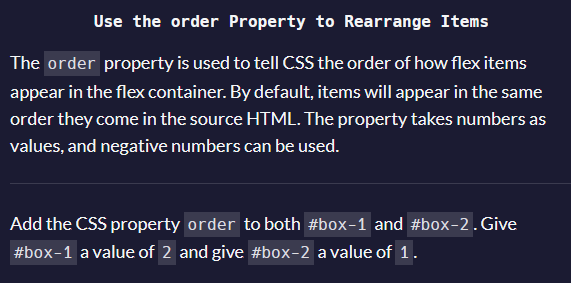 Use the order Property to Rearrange Items
The order property is used to tell CSS the order of how flex items
appear in the flex container. By default, items will appear in the same
order they come in the source HTML. The property takes numbers as
values, and negative numbers can be used.
Add the CSS property order to both #box-1 and #box-2. Give
#box-1 a value of 2 and give #box-2 a value of 1.